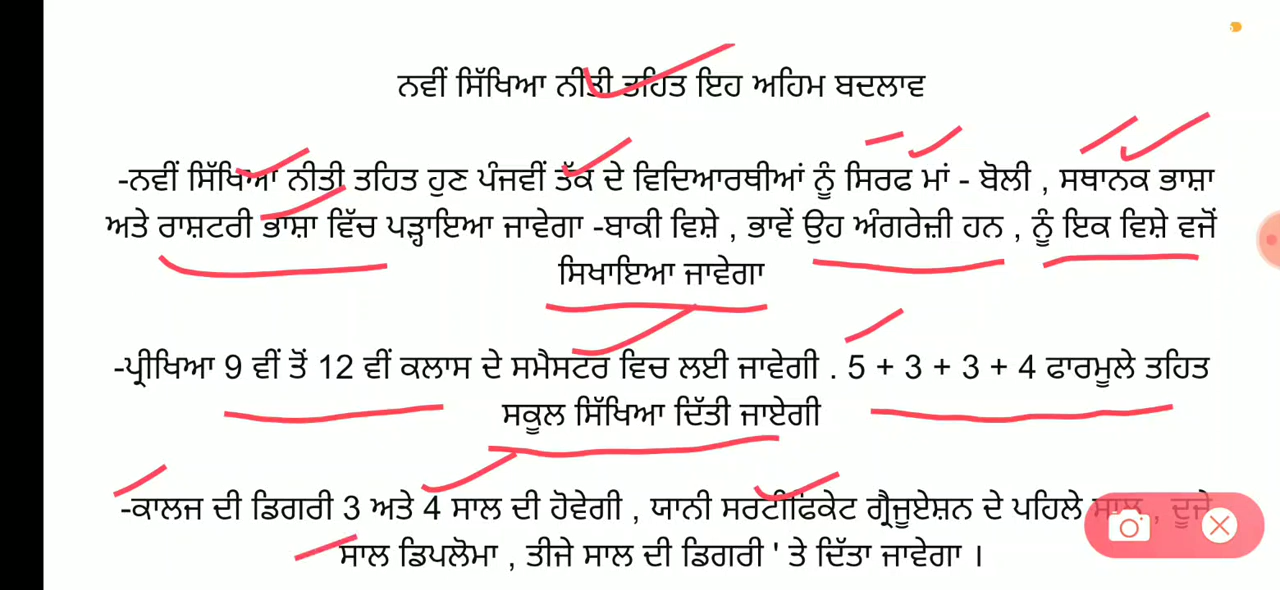 ਨਵੀਂ ਸਿੱਖਿਆ ਨੀਤੀ ਤਹਿਤ ਇਹ ਅਹਿਮ ਬਦਲਾਵ
-ਨਵੀਂ ਸਿੱਖਿਆ ਨੀਤੀ ਤਹਿਤ ਹੁਣ ਪੰਜਵੀਂ ਤੱਕ ਦੇ ਵਿਦਿਆਰਥੀਆਂ ਨੂੰ ਸਿਰਫ ਮਾਂ - ਬੋਲੀ , ਸਥਾਨਕ ਭਾਸ਼ਾ
ਅਤੇ ਰਾਸ਼ਟਰੀ ਭਾਸ਼ਾ ਵਿੱਚ ਪੜ੍ਹਾਇਆ ਜਾਵੇਗਾ -ਬਾਕੀ ਵਿਸ਼ੇ , ਭਾਵੇਂ ਉਹ ਅੰਗਰੇਜ਼ੀ ਹਨ , ਨੂੰ ਇਕ ਵਿਸ਼ੇ ਵਜੋਂ
ਸਿਖਾਇਆ ਜਾਵੇਗਾ
-ਪ੍ਰੀਖਿਆ 9 ਵੀਂ ਤੋਂ 12 ਵੀਂ ਕਲਾਸ ਦੇ ਸਮੈਸਟਰ ਵਿਚ ਲਈ ਜਾਵੇਗੀ . 5 + 3 + 3 + 4 ਫਾਰਮੂਲੇ ਤਹਿਤ
ਸਕੂਲ ਸਿੱਖਿਆ ਦਿੱਤੀ ਜਾਏਗੀ
-ਕਾਲਜ ਦੀ ਡਿਗਰੀ 3 ਅਤੇ 4 ਸਾਲ ਦੀ ਹੋਵੇਗੀ , ਯਾਨੀ ਸਰਟੀਫਿਕੇਟ ਗ੍ਰੈਜੂਏਸ਼ਨ ਦੇ ਪਹਿਲੇ ਸਾਲ , ਦੂਜੇ
ਸਾਲ ਡਿਪਲੋਮਾ , ਤੀਜੇ ਸਾਲ ਦੀ ਡਿਗਰੀ ' ਤੇ ਦਿੱਤਾ ਜਾਵੇਗਾ ।